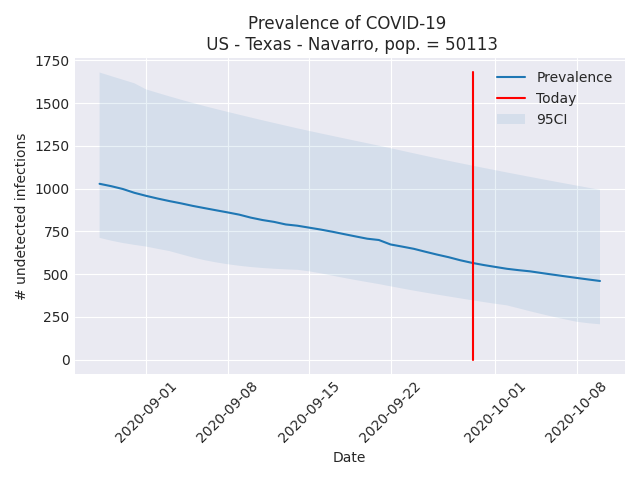 Prevalence of COVID-19
US - Texas - Navarro, pop. = 50113
# undetected infections
1750
1500
1250
1000
750
500
250
0
Prevalence
Today
95CI
2020-09-01
2020-09-08
2020-09-15
2020-09-22
2020-10-01
2020-10-08
Date